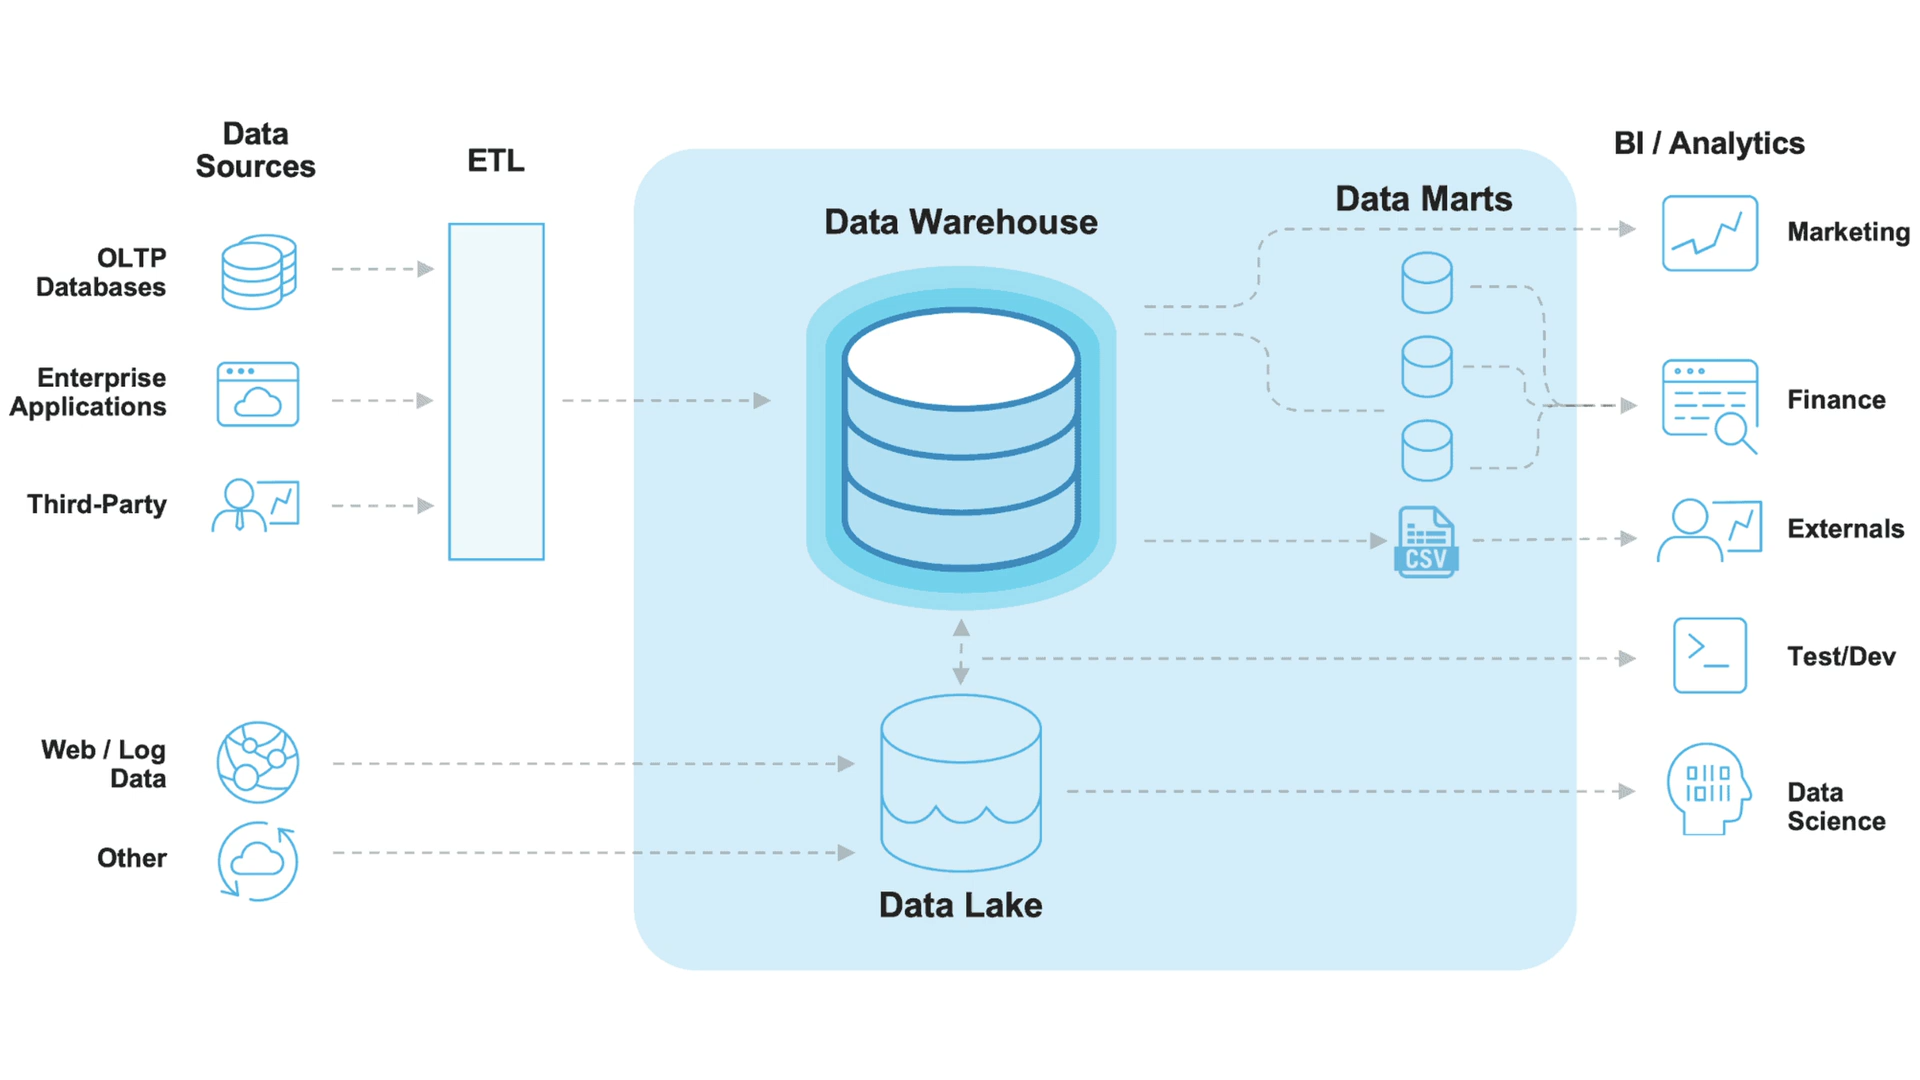 Data
Sources
ETL
OLTP
Databases
Enterprise
Applications
Third-Party
Web / Log
Data
Other
Data Warehouse
Data Marts
CSV
Data Lake
BI / Analytics
Marketing
Finance
Externals
Test/Dev
Data
Science